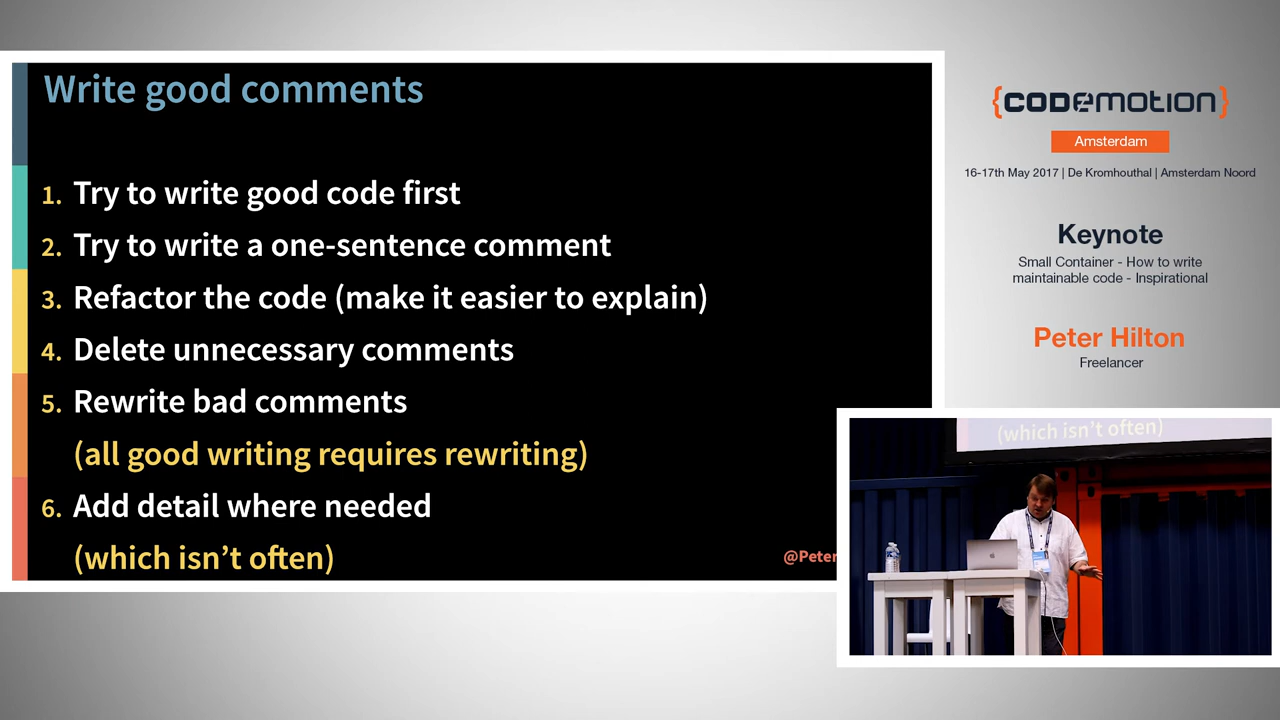 Write good comments
1. Try to write good code first
2. Try to write a one-sentence comment
3. Refactor the code (make it easier to explain)
4. Delete unnecessary comments
5. Rewrite bad comments
(all good writing requires rewriting)
6. Add detail where needed
(which isn’t often)
@Peter
{CODEMOTION}
Amsterdam
16-17th May 2017 | De Kromhouthal | Amsterdam Noord
Keynote
Small Container - How to write
maintainable code - Inspirational
Peter Hilton
Freelancer
(which isn’t often)